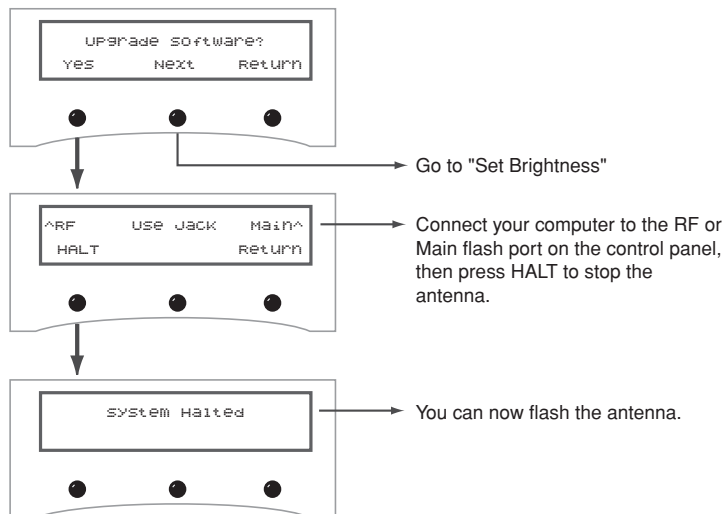 Upgrade software?
Yes Next Return
Go to "Set Brightness"
^RF Use Jack Main^
HALT Return
Connect your computer to the RF or
Main flash port on the control panel,
then press HALT to stop the
antenna.
System Halted
You can now flash the antenna.